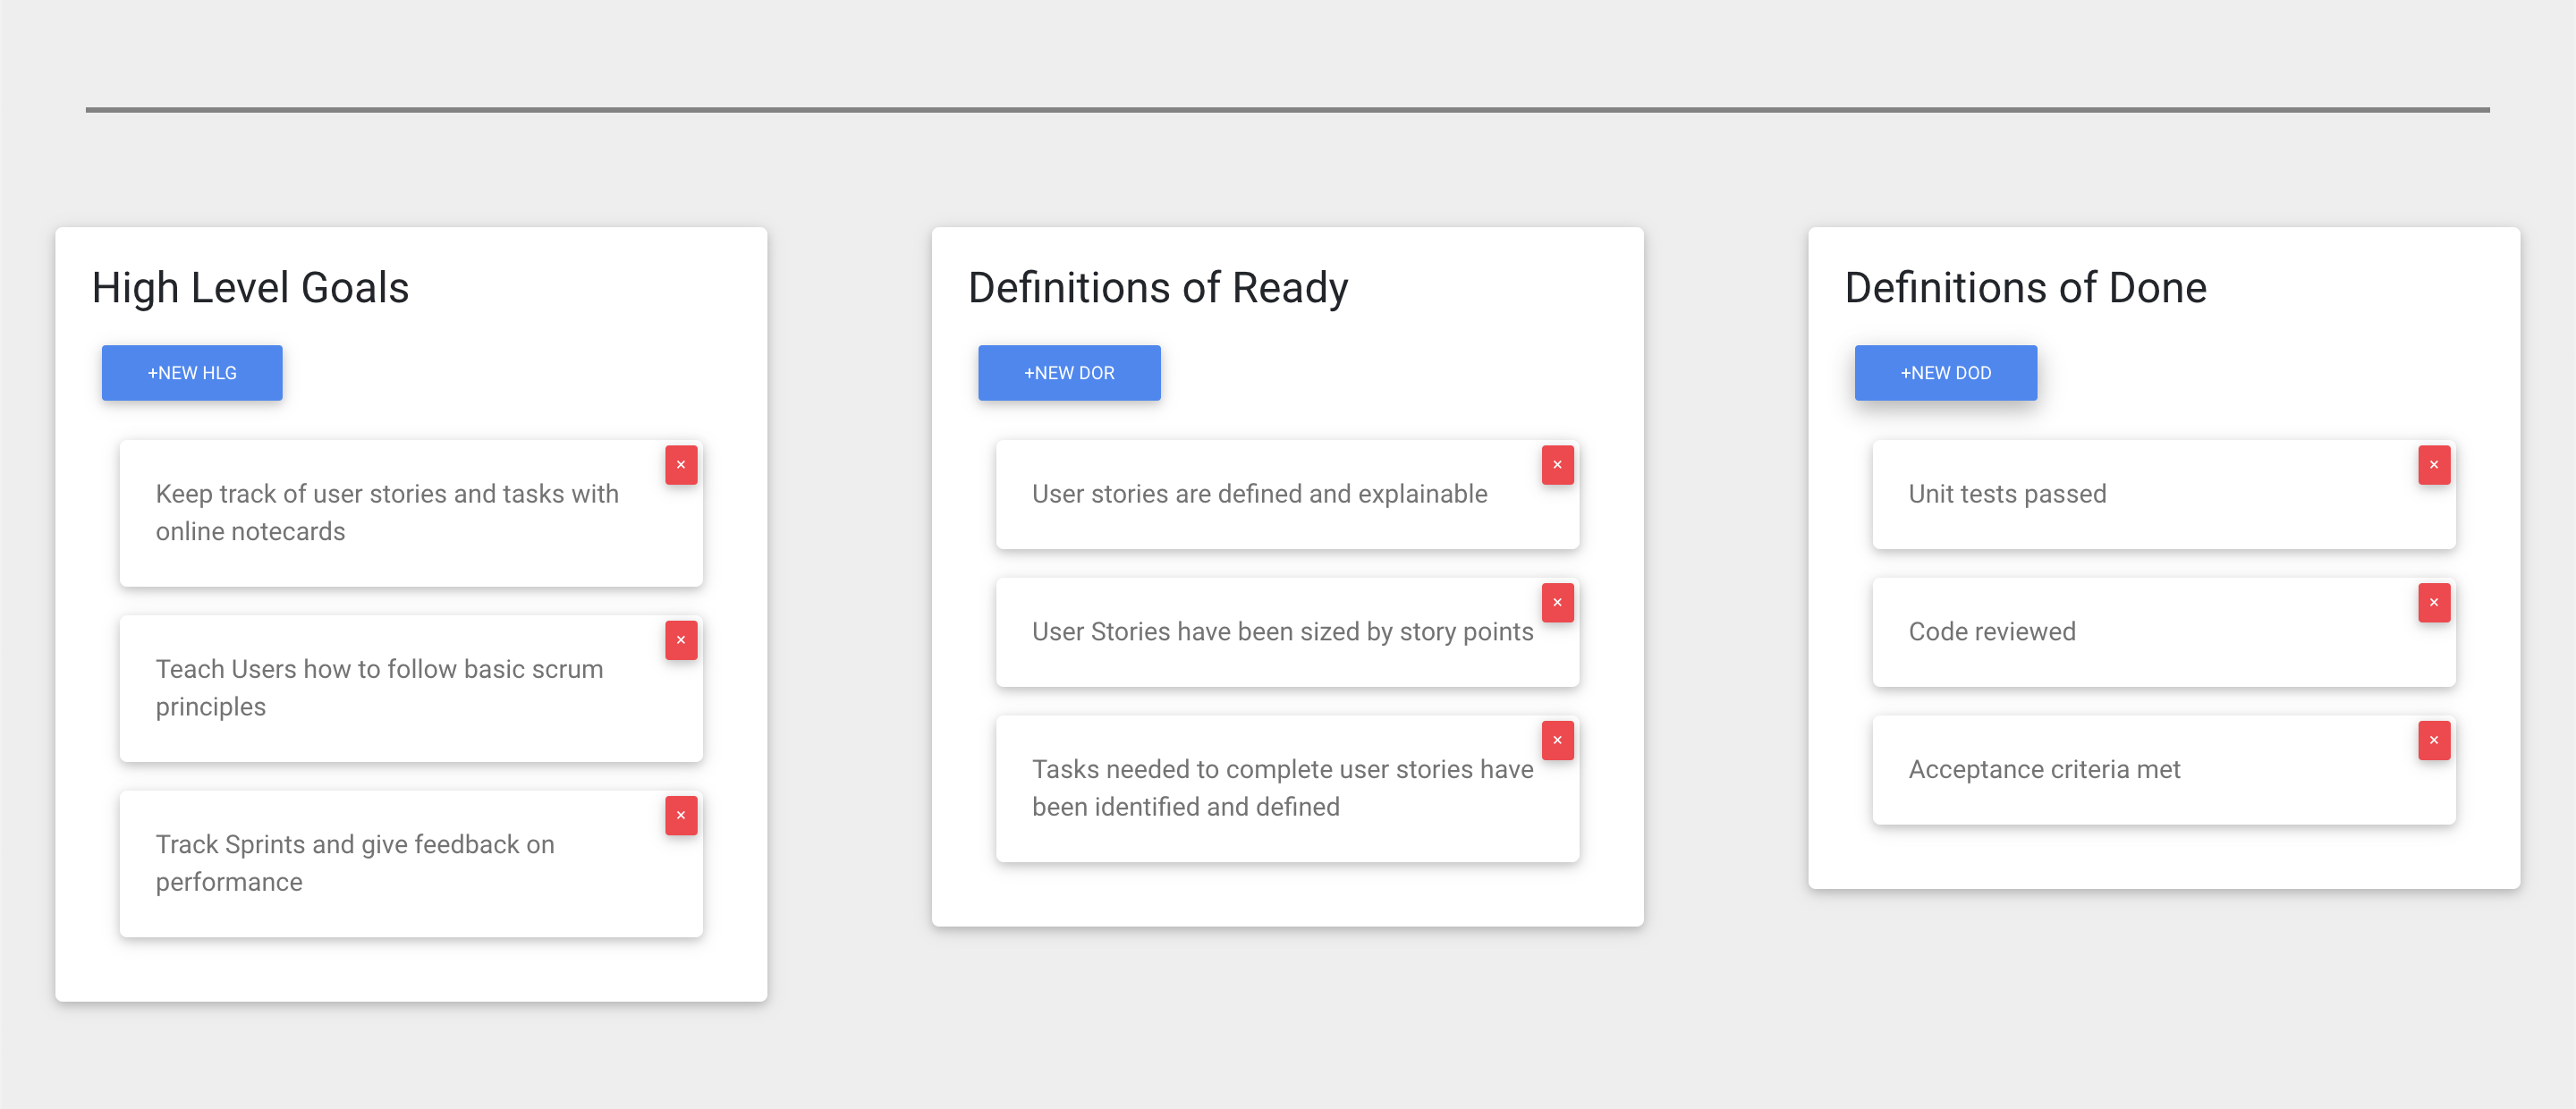 High Level Goals
+NEW HLG
×
Keep track of user stories and tasks with
online notecards
×
Teach Users how to follow basic scrum
principles
×
Track Sprints and give feedback on
performance
Definitions of Ready
+NEW DOR
×
User stories are defined and explainable
×
User Stories have been sized by story points
×
Tasks needed to complete user stories have
been identified and defined
Definitions of Done
+NEW DOD
×
Unit tests passed
×
Code reviewed
×
Acceptance criteria met